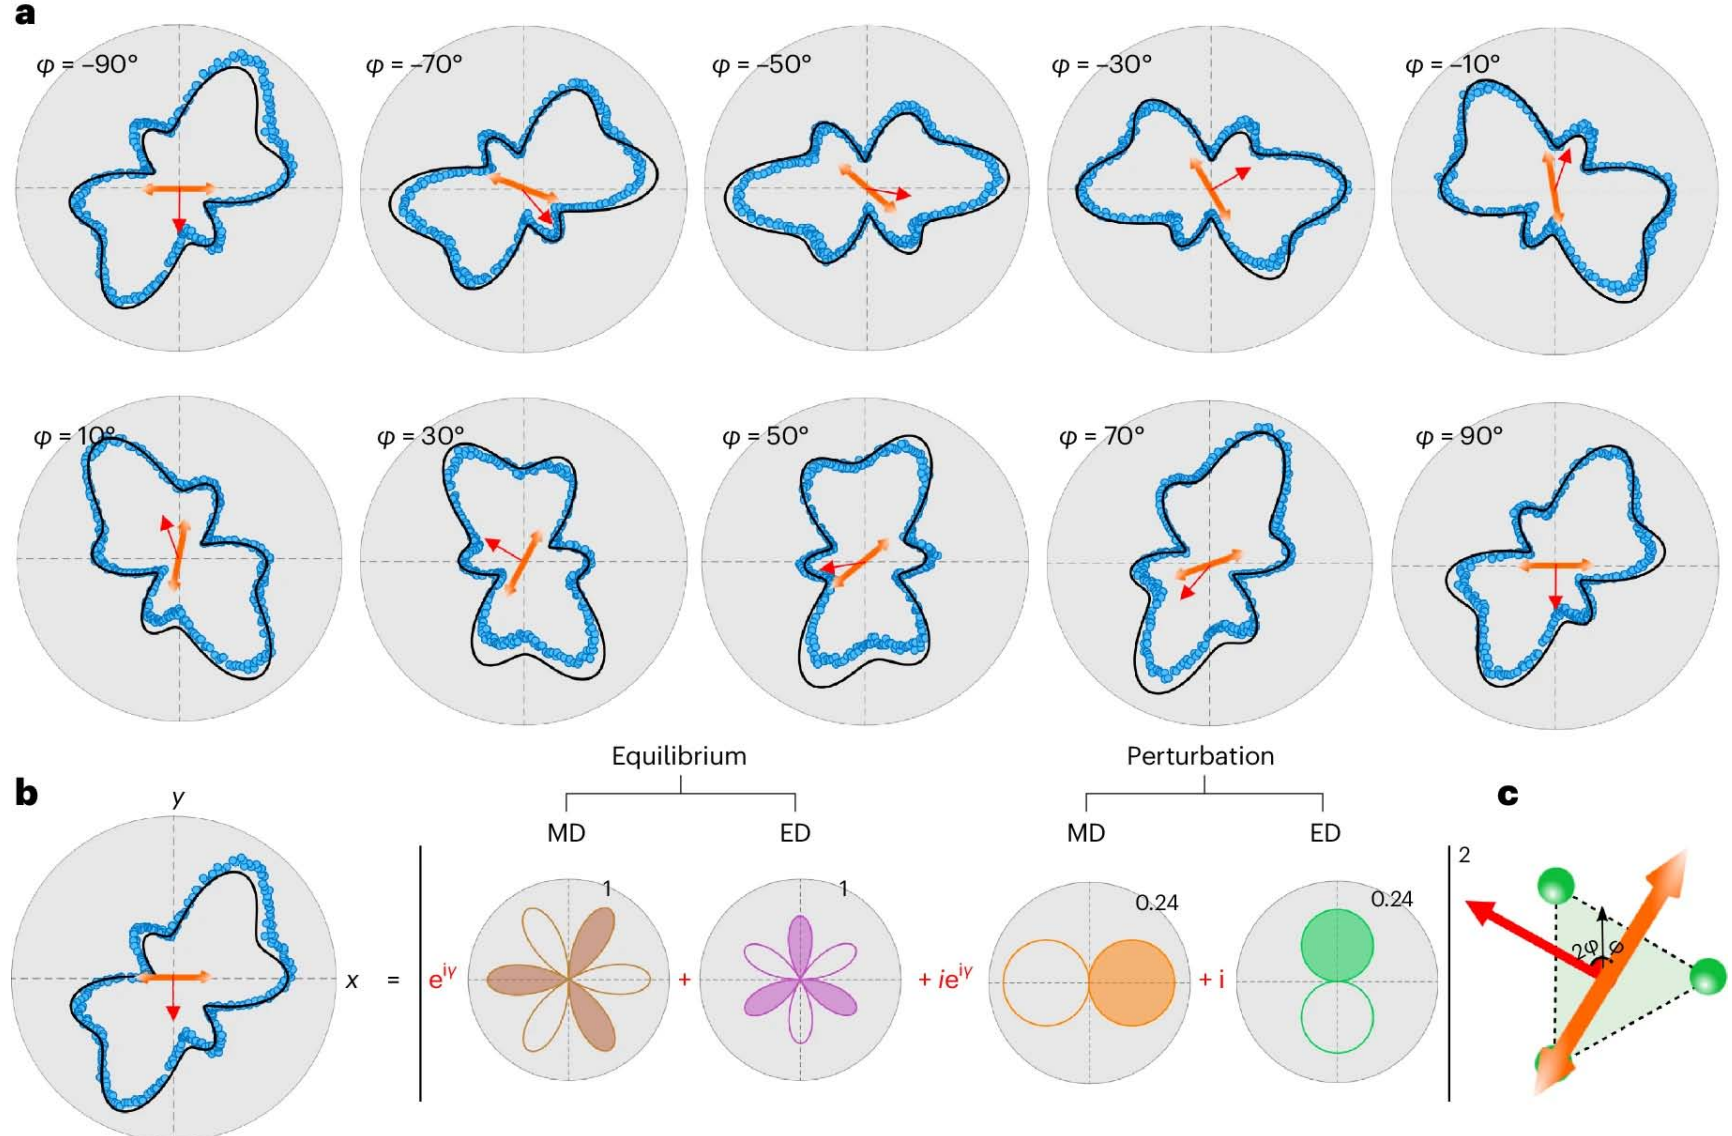 a
φ = –90°
φ = –70°
φ = –50°
φ = –30°
φ = –10°
φ = 10°
φ = 30°
φ = 50°
φ = 70°
φ = 90°
b
y
x
=
Equilibrium
Perturbation
MD
ED
MD
ED
e^iγ
1
+
1
+ ie^iγ
0.24
+ i
0.24
2
c
2φ
φ